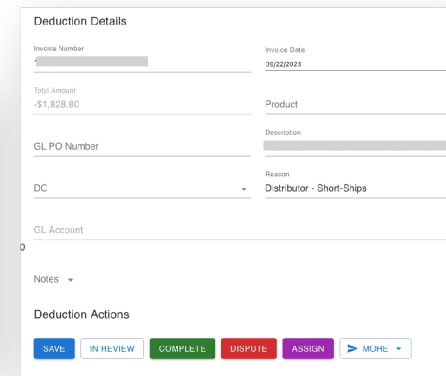 Deduction Details
Invoice Number
Invoice Date
05/22/2023
Total Amount
-$1,828.80
Product
Description
GL PO Number
Reason
DC
Distributor - Short-Ships
GL Account
Notes
Deduction Actions
SAVE
IN REVIEW
COMPLETE
DISPUTE
ASSIGN
MORE